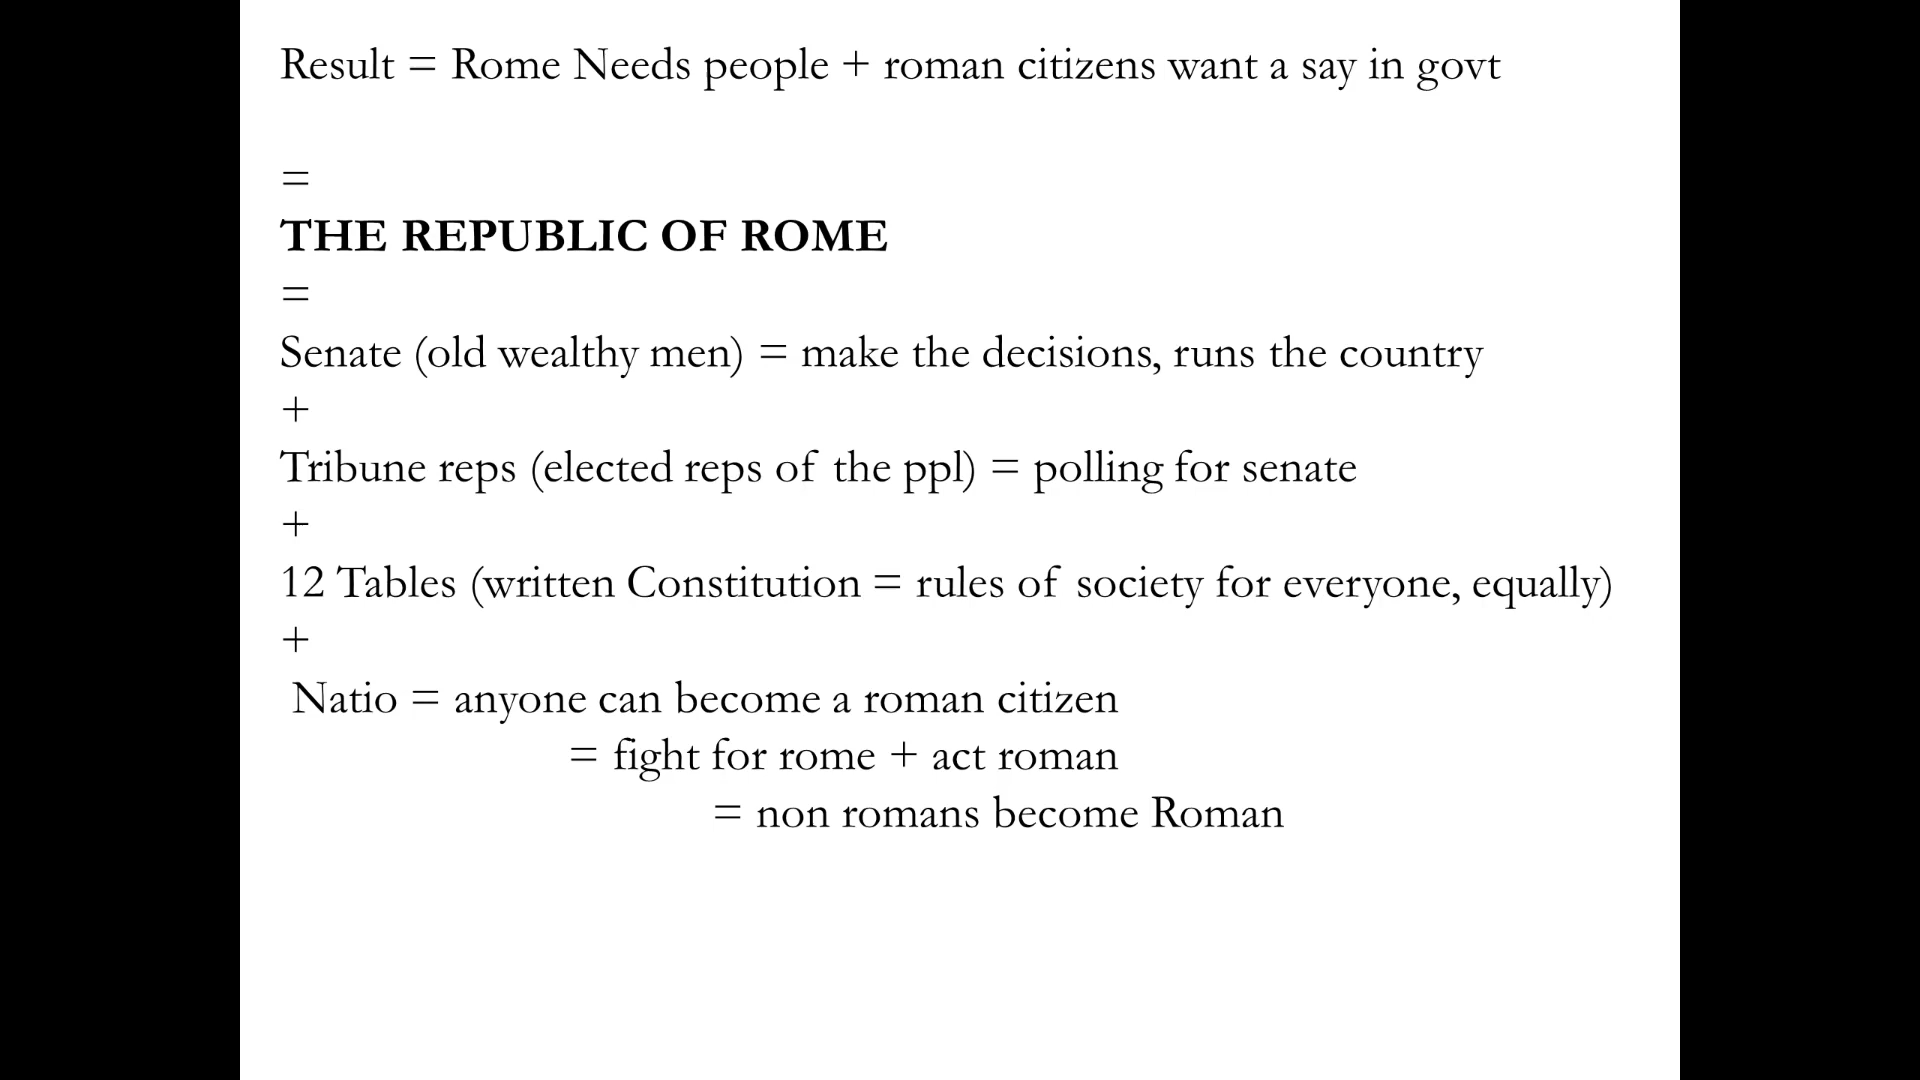 Result = Rome Needs people + roman citizens want a say in govt
=
THE REPUBLIC OF ROME
=
Senate (old wealthy men) = make the decisions, runs the country
+
Tribune reps (elected reps of the ppl) = polling for senate
+
12 Tables (written Constitution = rules of society for everyone, equally)
+
Natio = anyone can become a roman citizen
= fight for rome + act roman
= non romans become Roman